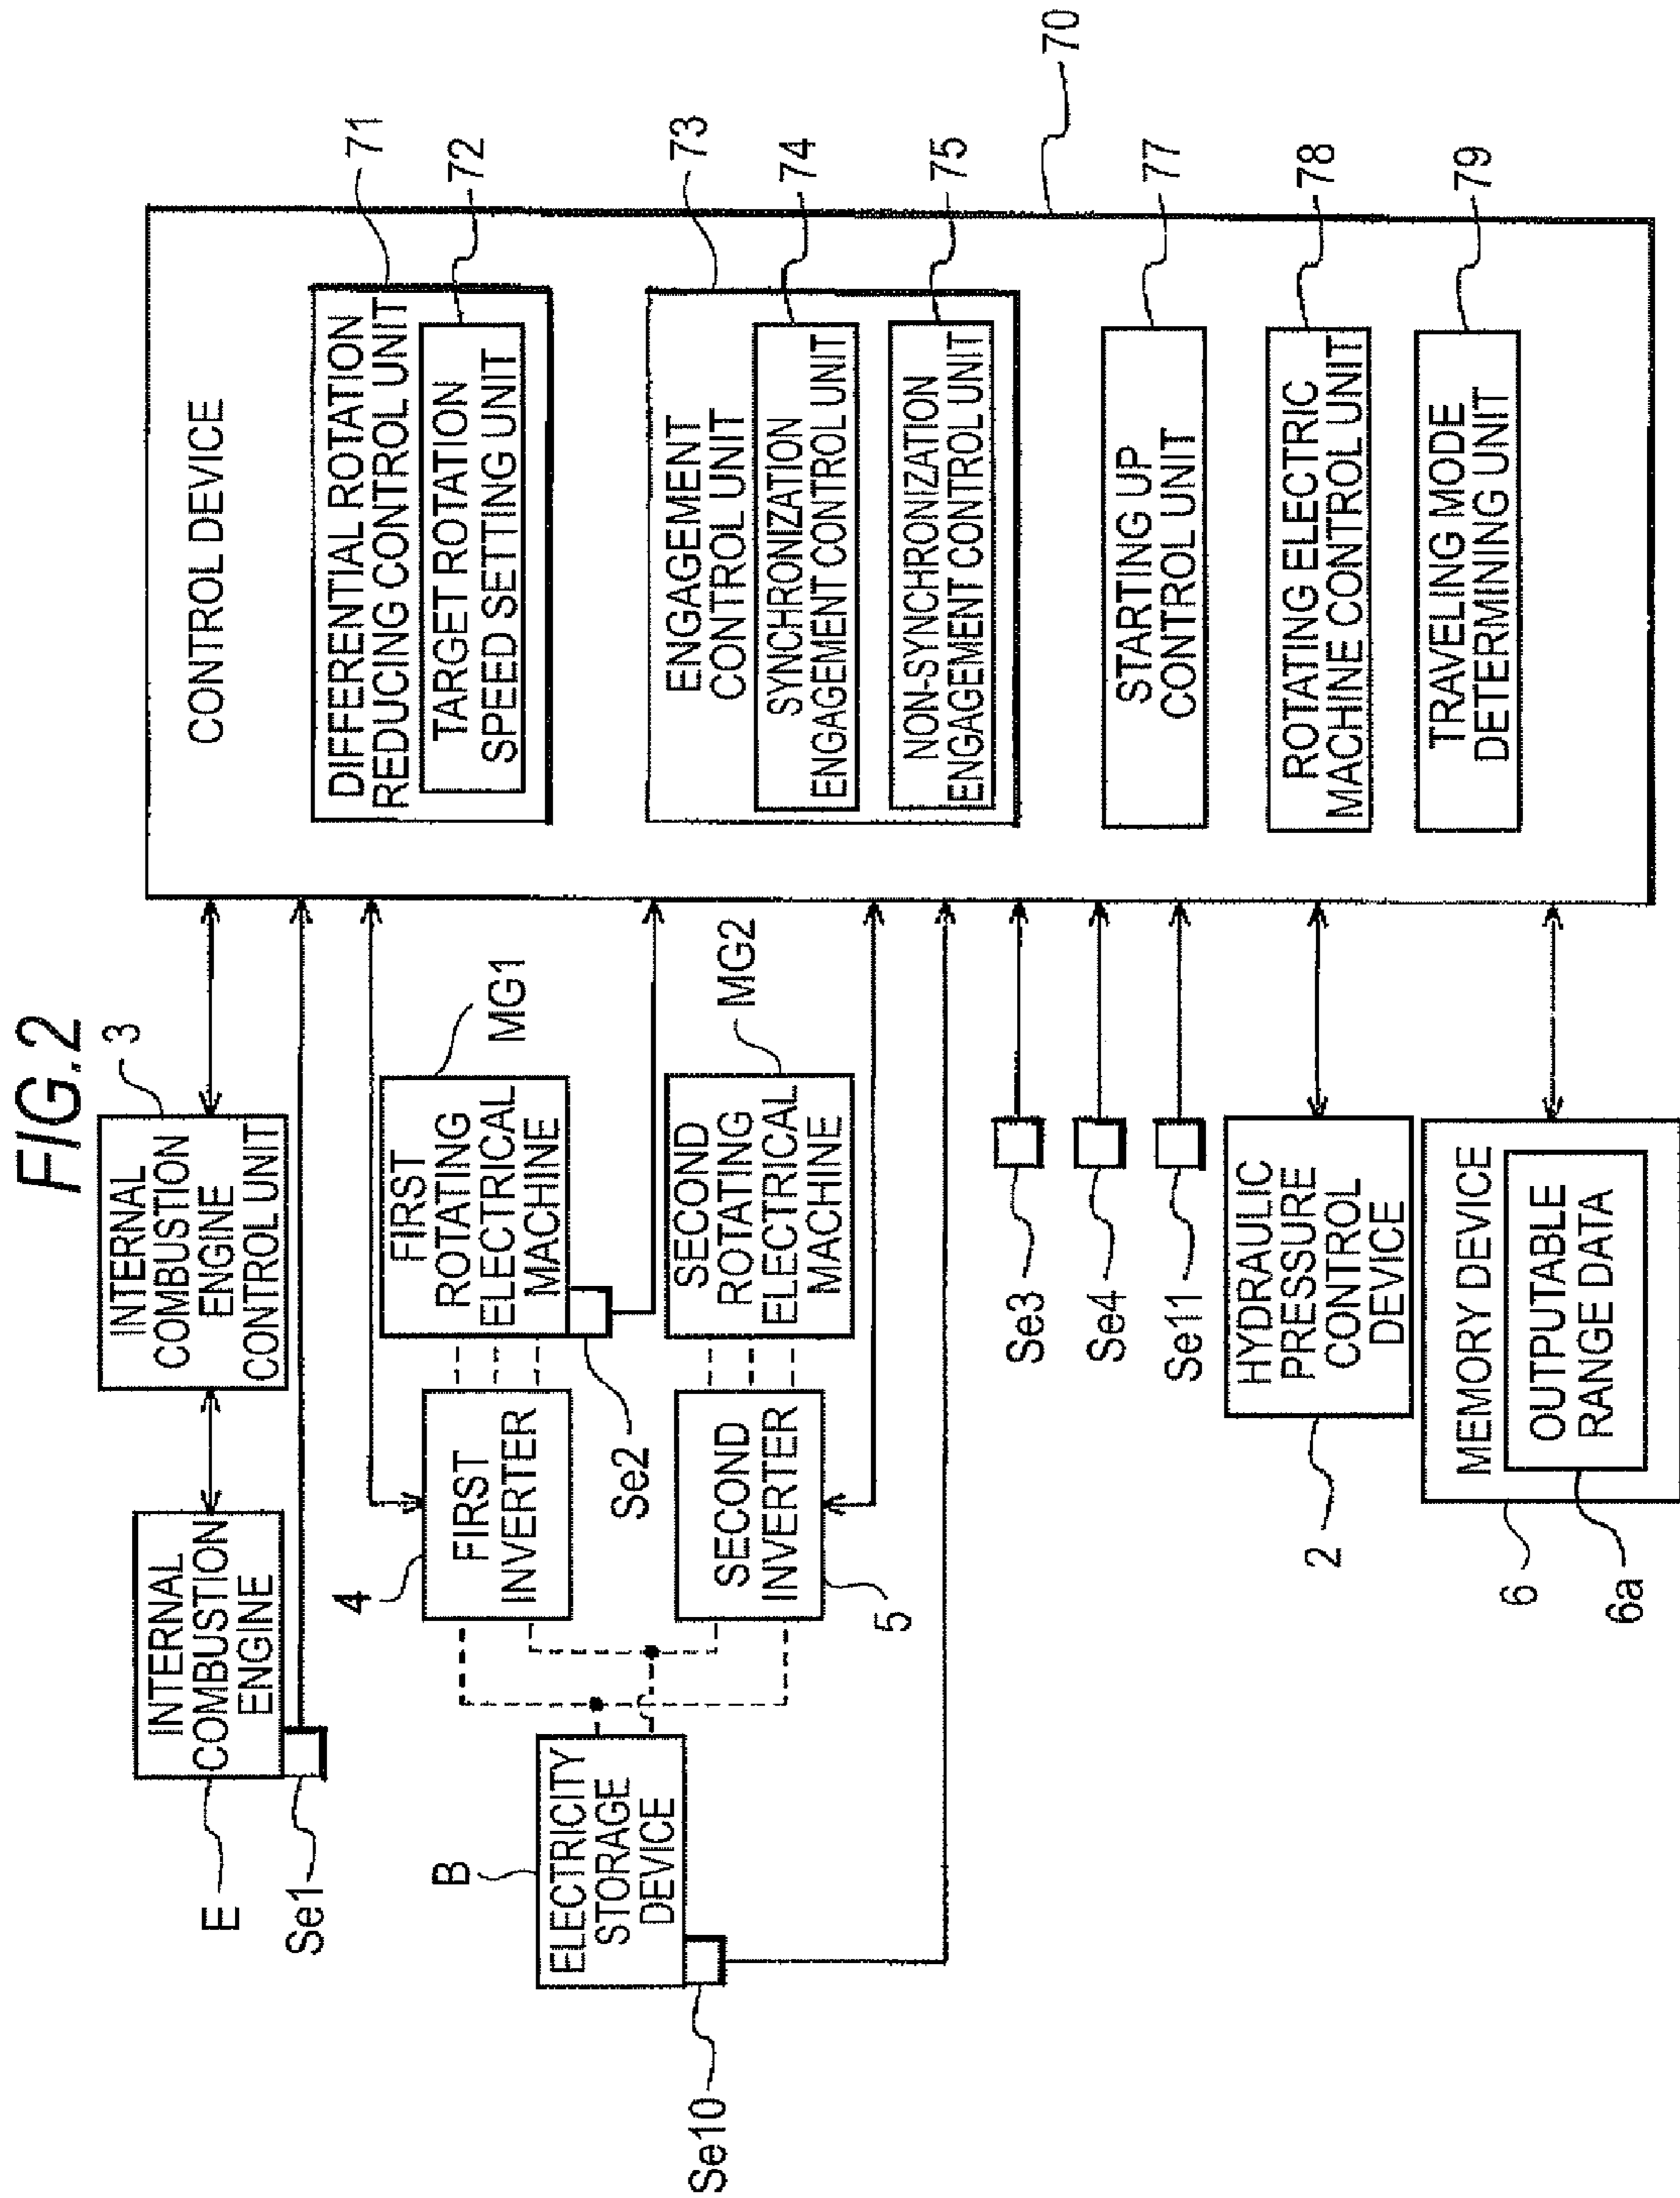 FIG.2
INTERNAL
COMBUSTION
ENGINE
E
Se1
INTERNAL
COMBUSTION
ENGINE
CONTROL UNIT
3
ELECTRICITY
STORAGE
DEVICE
B
Se10
FIRST
INVERTER
4
FIRST
ROTATING
ELECTRICAL
MACHINE
MG1
Se2
SECOND
INVERTER
5
SECOND
ROTATING
ELECTRICAL
MACHINE
MG2
Se3
Se4
Se11
HYDRAULIC
PRESSURE
CONTROL
DEVICE
2
MEMORY DEVICE
OUTPUTABLE
RANGE DATA
6
6a
CONTROL DEVICE
70
DIFFERENTIAL ROTATION
REDUCING CONTROL UNIT
71
TARGET ROTATION
SPEED SETTING UNIT
72
ENGAGEMENT
CONTROL UNIT
73
SYNCHRONIZATION
ENGAGEMENT CONTROL UNIT
74
NON-SYNCHRONIZATION
ENGAGEMENT CONTROL UNIT
75
STARTING UP
CONTROL UNIT
77
ROTATING ELECTRIC
MACHINE CONTROL UNIT
78
TRAVELING MODE
DETERMINING UNIT
79